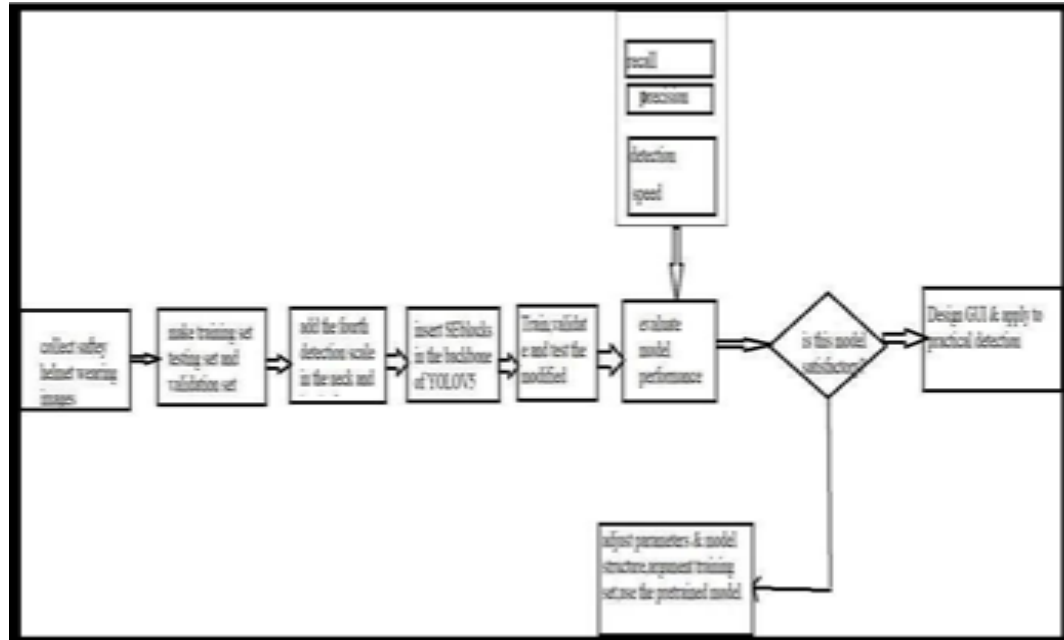 recall
precision
detection
speed
collect saftey
helmet wearing
images
make training set
testing set and
validation set
add the fourth
detection scale
in the neck and
insert SEblocks
in the backbone
of YOLOV5
Train,validat
e and test the
modified
evaluate
model
performance
is this model
satisfactory?
Design GUI & apply to
practical detection
adjust parameters & model
structure,argument training
set,use the pretrained model